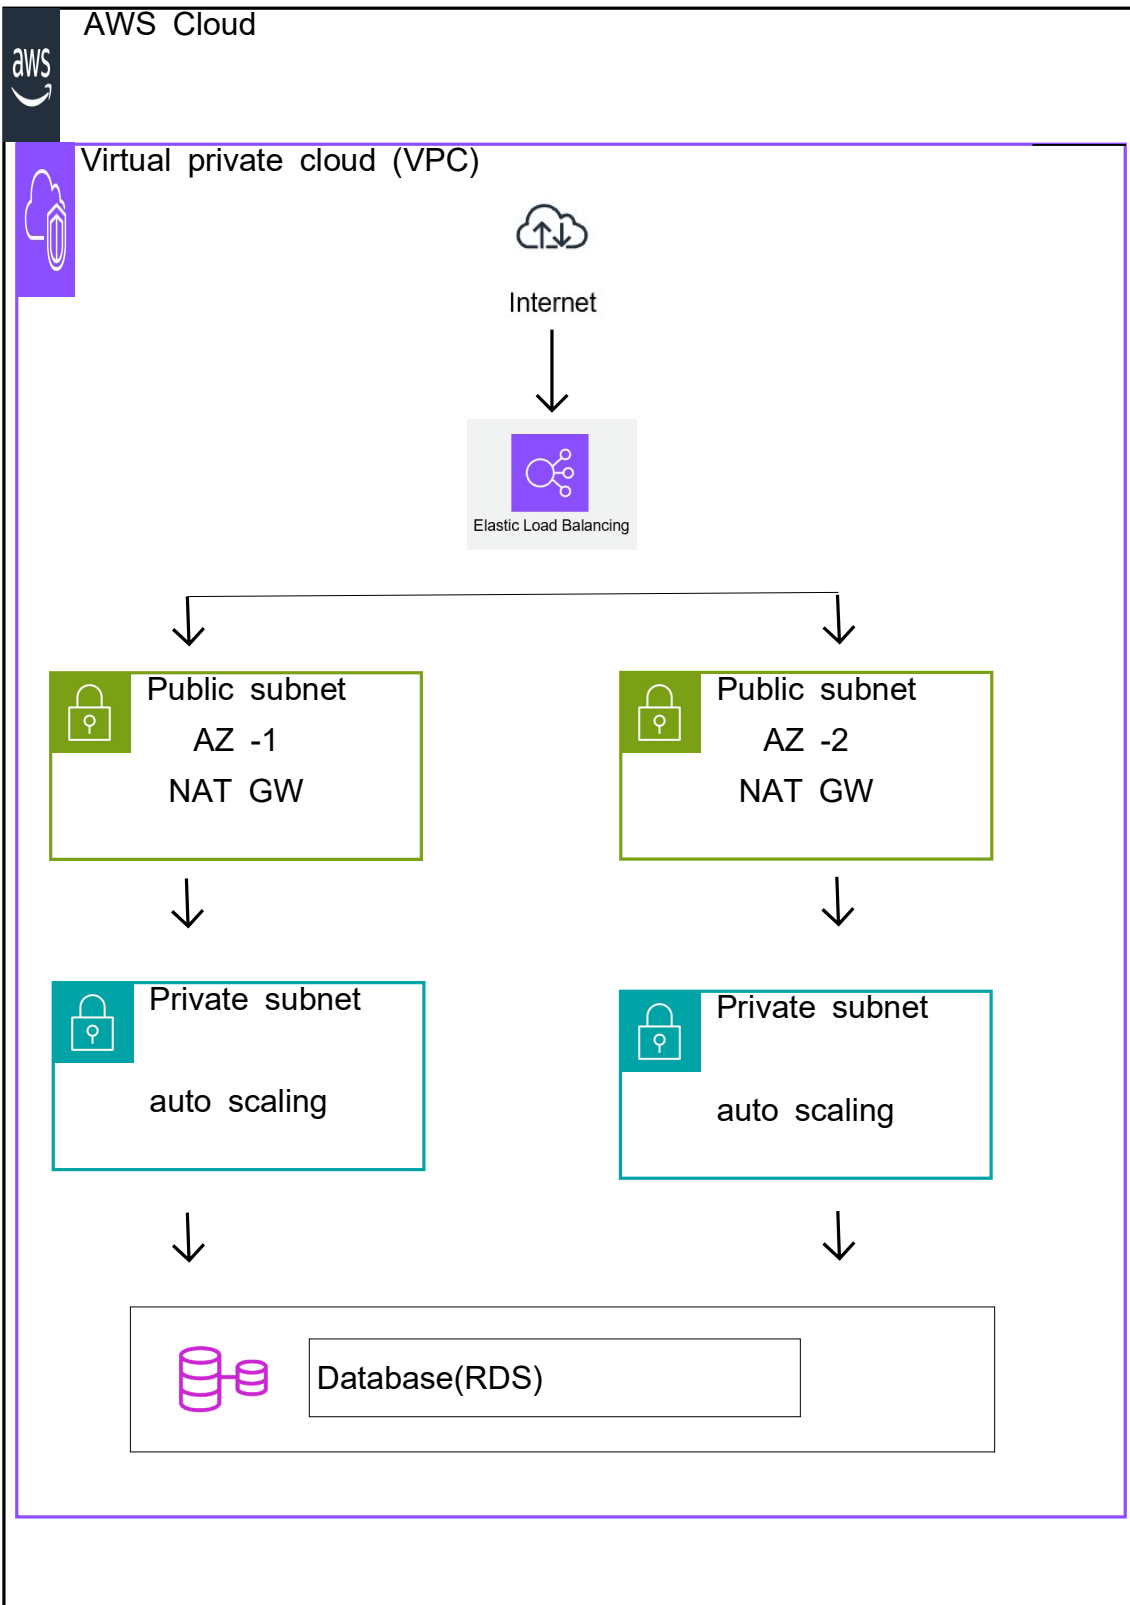 AWS Cloud
aws
Virtual private cloud (VPC)
Internet
Elastic Load Balancing
Public subnet
AZ -1
NAT GW
Public subnet
AZ -2
NAT GW
Private subnet
auto scaling
Private subnet
auto scaling
Database(RDS)